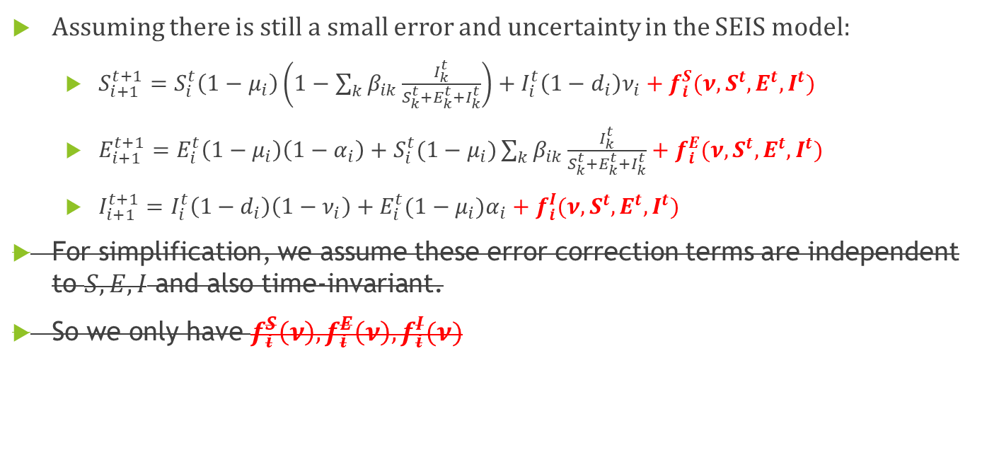 Assuming there is still a small error and uncertainty in the SEIS model:
$S_{i+1}^{t+1} = S_i^t(1 - \mu_i)\left(1 - \sum_k \beta_{ik} \frac{I_k^t}{S_k^t + E_k^t + I_k^t}\right) + I_i^t(1 - d_i)\nu_i + \boldsymbol{f_i^S(\nu, S^t, E^t, I^t)}$
$E_{i+1}^{t+1} = E_i^t(1 - \mu_i)(1 - \alpha_i) + S_i^t(1 - \mu_i)\sum_k \beta_{ik} \frac{I_k^t}{S_k^t + E_k^t + I_k^t} + \boldsymbol{f_i^E(\nu, S^t, E^t, I^t)}$
$I_{i+1}^{t+1} = I_i^t(1 - d_i)(1 - \nu_i) + E_i^t(1 - \mu_i)\alpha_i + \boldsymbol{f_i^I(\nu, S^t, E^t, I^t)}$
For simplification, we assume these error correction terms are independent
to $S, E, I$ and also time-invariant.
So we only have $\boldsymbol{f_i^S(\nu), f_i^E(\nu), f_i^I(\nu)}$